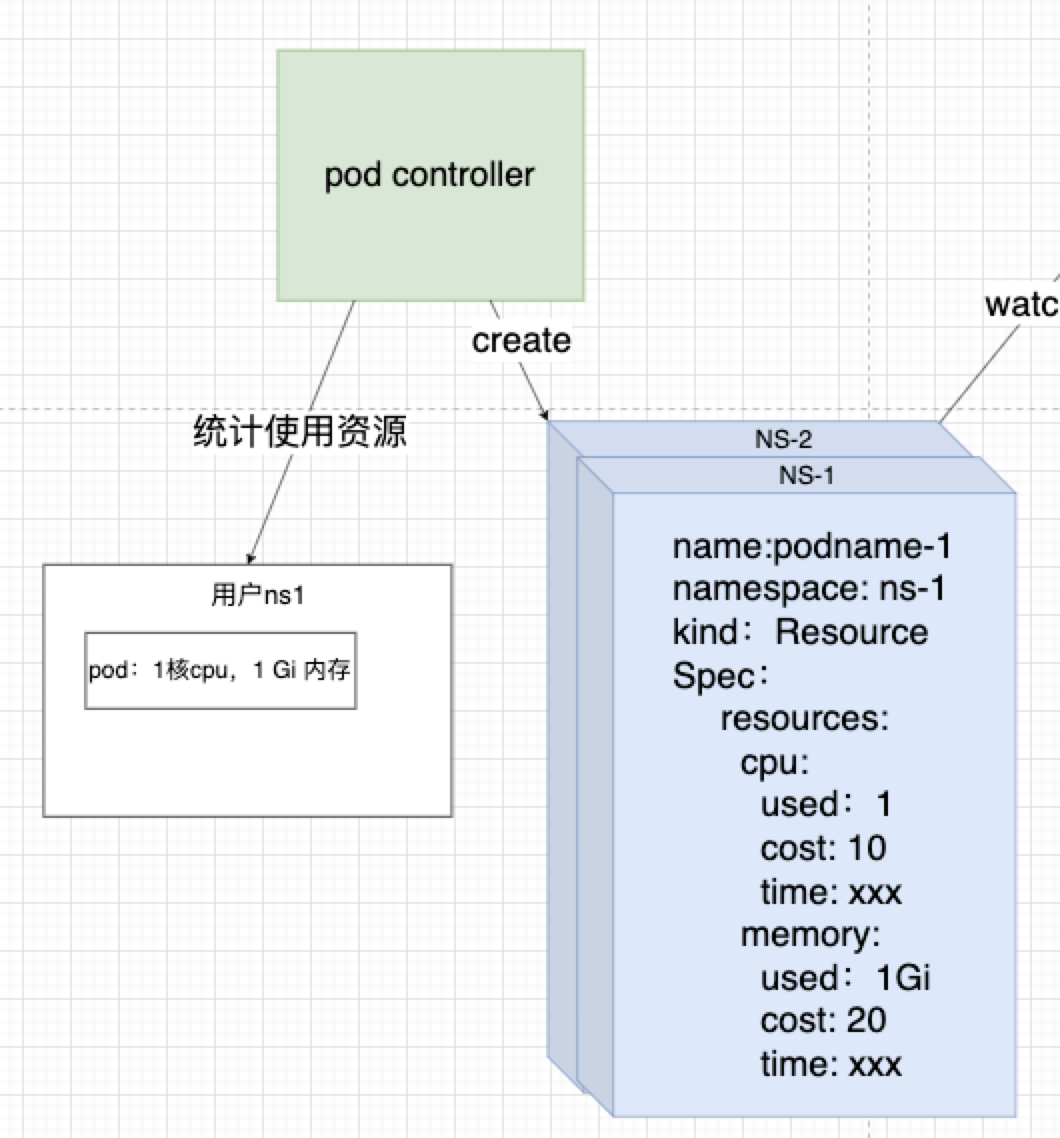 pod controller
create
watc
统计使用资源
NS-2
NS-1
用户ns1
pod：1核cpu，1 Gi 内存
name:podname-1
namespace: ns-1
kind： Resource
Spec：
resources:
cpu:
used： 1
cost: 10
time: xxx
memory:
used： 1Gi
cost: 20
time: xxx